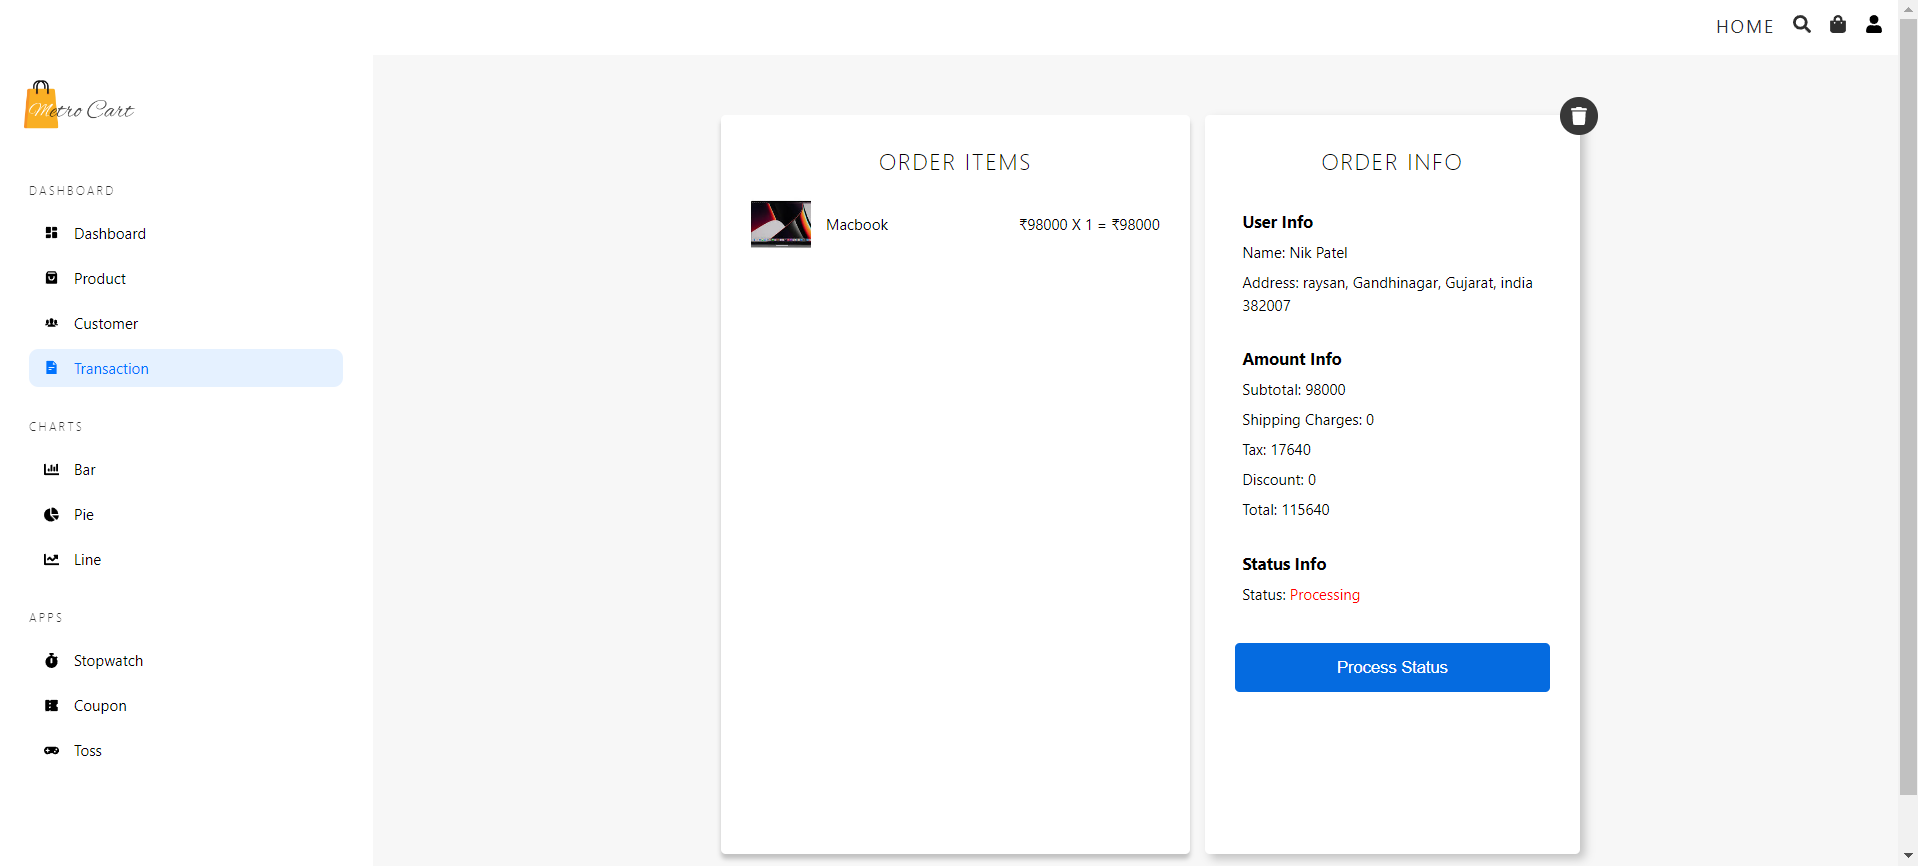 HOME
Metro Cart
DASHBOARD
Dashboard
Product
Customer
Transaction
CHARTS
Bar
Pie
Line
APPS
Stopwatch
Coupon
Toss
ORDER ITEMS
Macbook
₹98000 X 1 = ₹98000
ORDER INFO
User Info
Name: Nik Patel
Address: raysan, Gandhinagar, Gujarat, india
382007
Amount Info
Subtotal: 98000
Shipping Charges: 0
Tax: 17640
Discount: 0
Total: 115640
Status Info
Status: Processing
Process Status